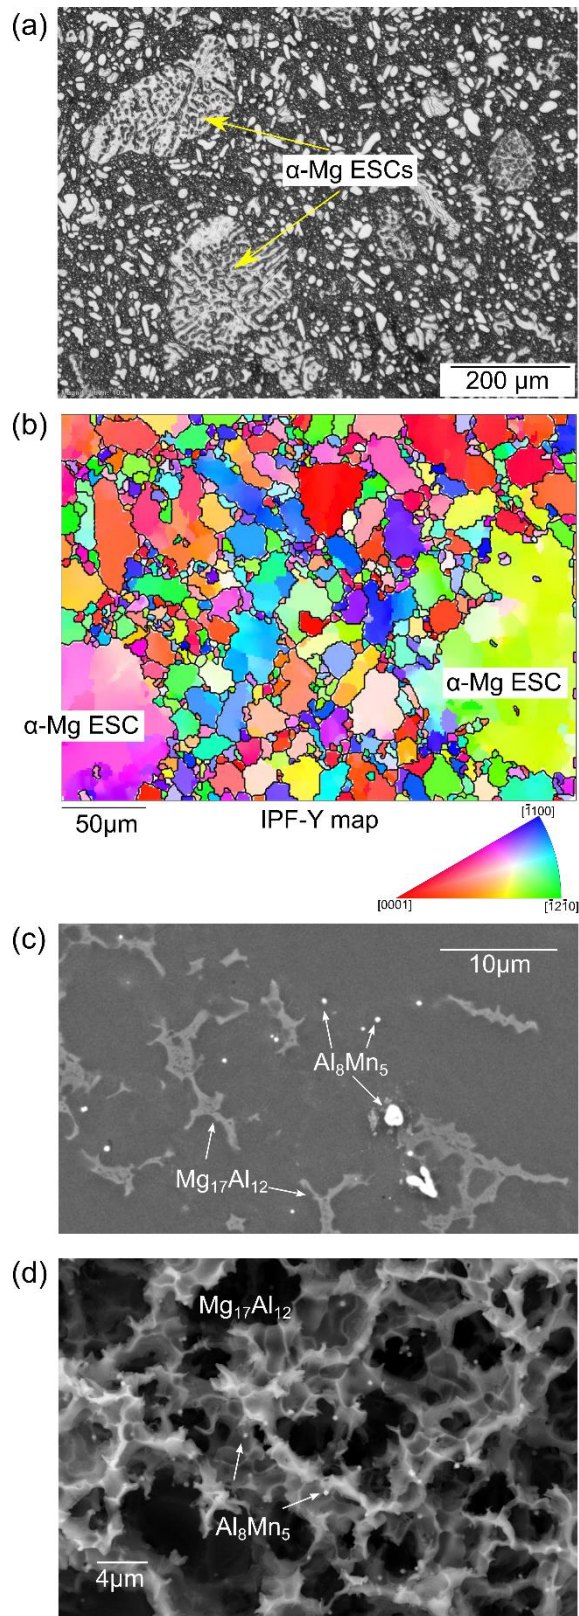 (a)
α-Mg ESCs
200 μm
(b)
α-Mg ESC
α-Mg ESC
50μm
IPF-Y map
[1̄100]
[0001]
[1̄21̄0]
(c)
10μm
Al₈Mn₅
Mg₁₇Al₁₂
(d)
Mg₁₇Al₁₂
Al₈Mn₅
4μm